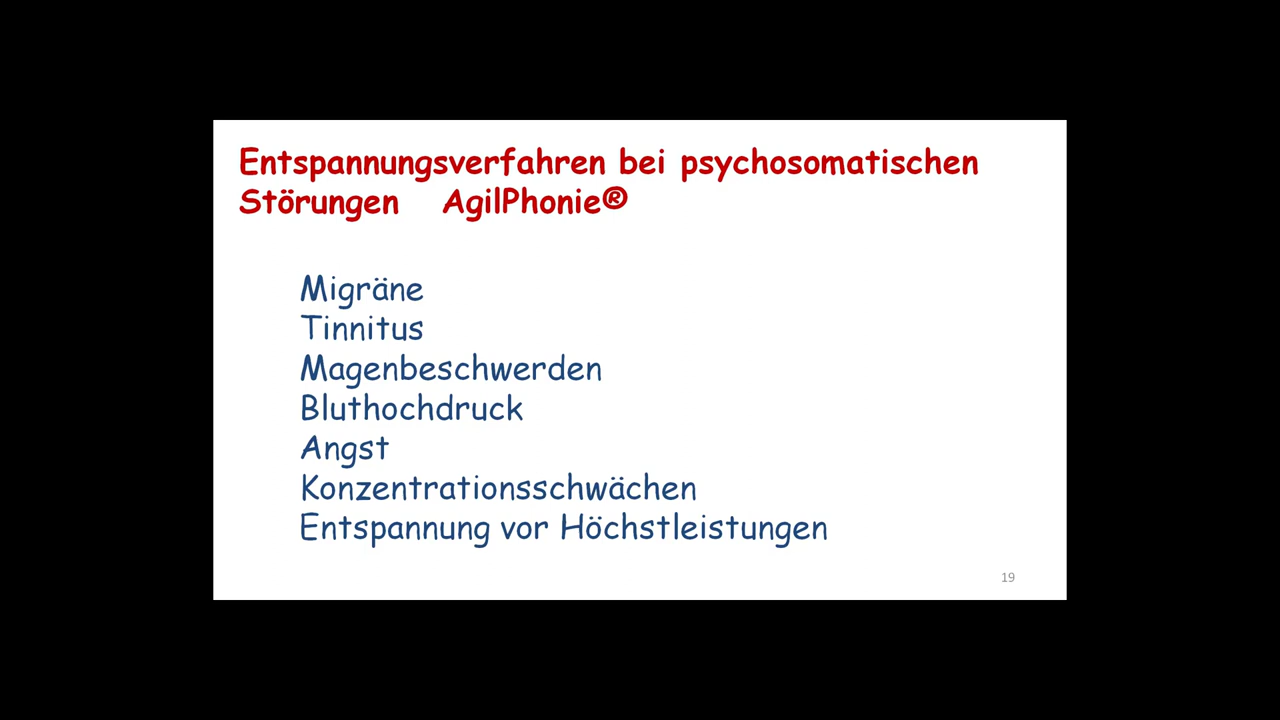 Entspannungsverfahren bei psychosomatischen
Störungen AgilPhonie®
Migräne
Tinnitus
Magenbeschwerden
Bluthochdruck
Angst
Konzentrationsschwächen
Entspannung vor Höchstleistungen
19